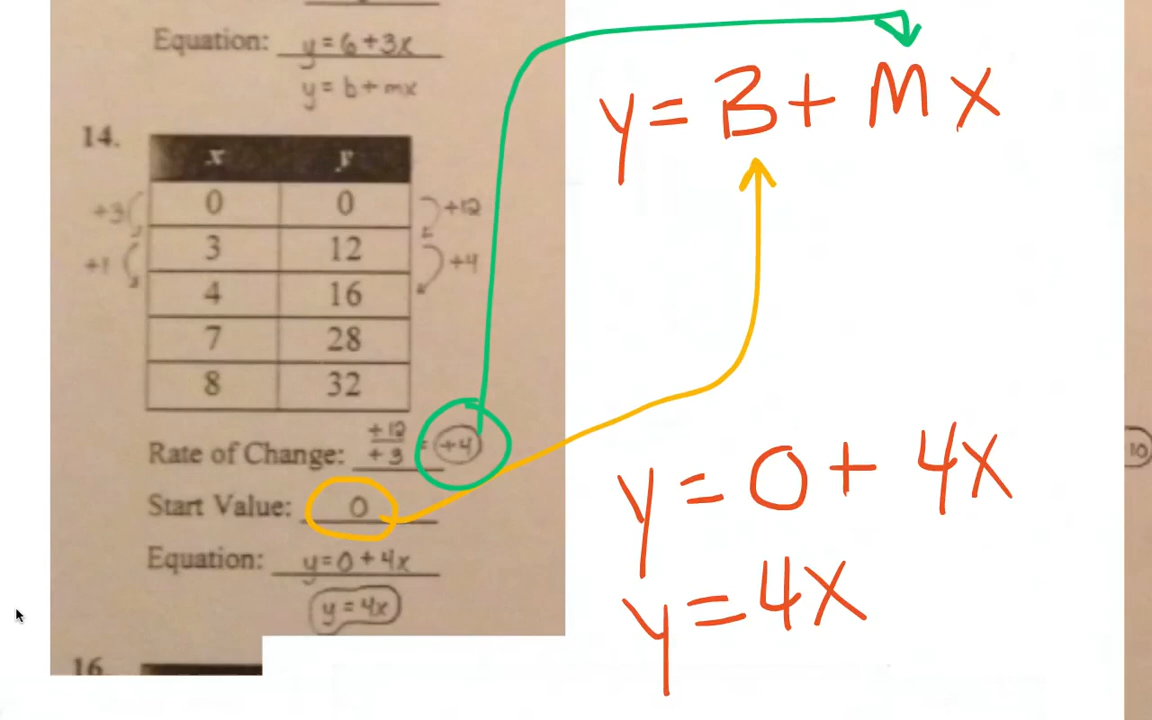 Equation: y = 6 + 3x
y = b + mx
14.
x y
0 0
3 12
4 16
7 28
8 32
+3 +12
+1 +4
Rate of Change: +12/+3 = +4
Start Value: 0
Equation: y=0+4x
y=4x
16
y = B + M x
y = 0 + 4x
y = 4x
10